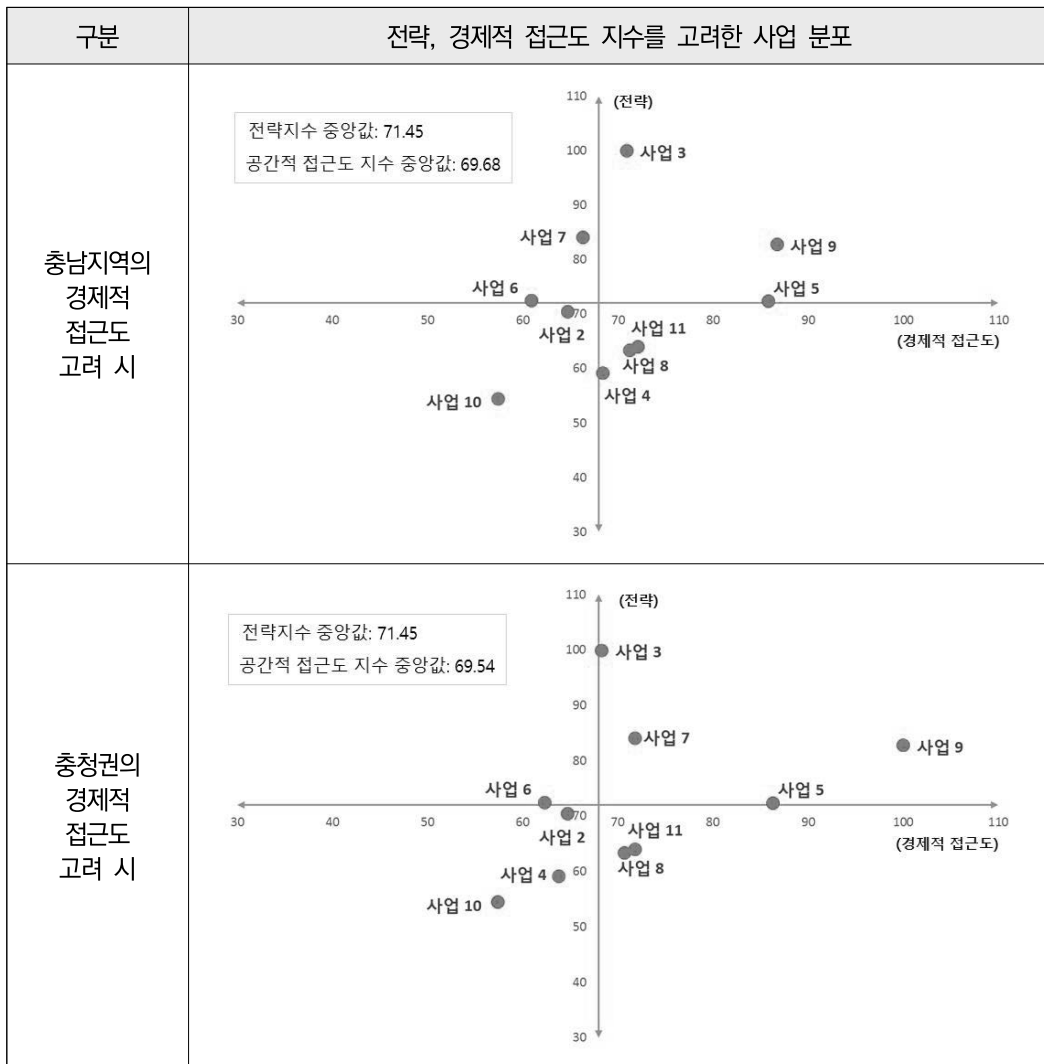 구분
전략, 경제적 접근도 지수를 고려한 사업 분포
충남지역의
경제적
접근도
고려 시
전략지수 중앙값: 71.45
공간적 접근도 지수 중앙값: 69.68
110
(전략)
100
사업 3
90
사업 7
사업 9
80
사업 6
사업 5
30
40
50
60
70
70
80
90
100
110
사업 2
사업 11
(경제적 접근도)
60
사업 8
사업 4
사업 10
50
40
30
충청권의
경제적
접근도
고려 시
전략지수 중앙값: 71.45
공간적 접근도 지수 중앙값: 69.54
110
(전략)
100
사업 3
90
사업 7
사업 9
80
사업 6
사업 5
30
40
50
60
70
70
80
90
100
110
사업 2
사업 11
(경제적 접근도)
60
사업 8
사업 4
사업 10
50
40
30